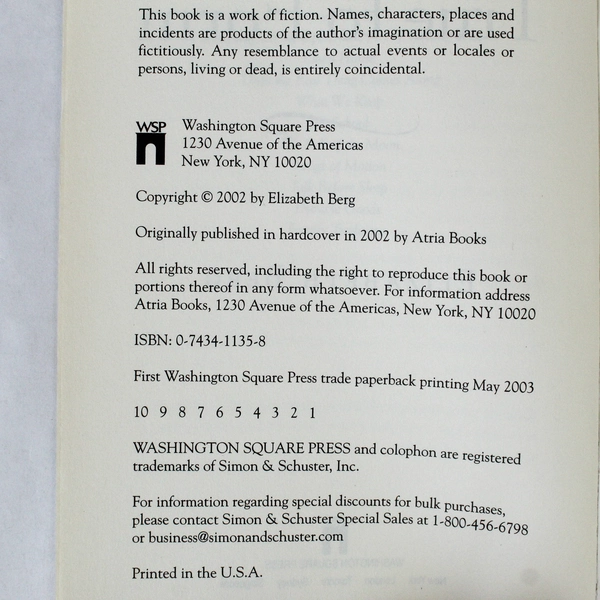 This book is a work of fiction. Names, characters, places and
incidents are products of the author's imagination or are used
fictitiously. Any resemblance to actual events or locales or
persons, living or dead, is entirely coincidental.
WSP
Washington Square Press
1230 Avenue of the Americas
New York, NY 10020
Copyright © 2002 by Elizabeth Berg
Originally published in hardcover in 2002 by Atria Books
All rights reserved, including the right to reproduce this book or
portions thereof in any form whatsoever. For information address
Atria Books, 1230 Avenue of the Americas, New York, NY 10020
ISBN: 0-7434-1135-8
First Washington Square Press trade paperback printing May 2003
10 9 8 7 6 5 4 3 2 1
WASHINGTON SQUARE PRESS and colophon are registered
trademarks of Simon & Schuster, Inc.
For information regarding special discounts for bulk purchases,
please contact Simon & Schuster Special Sales at 1-800-456-6798
or business@simonandschuster.com
Printed in the U.S.A.